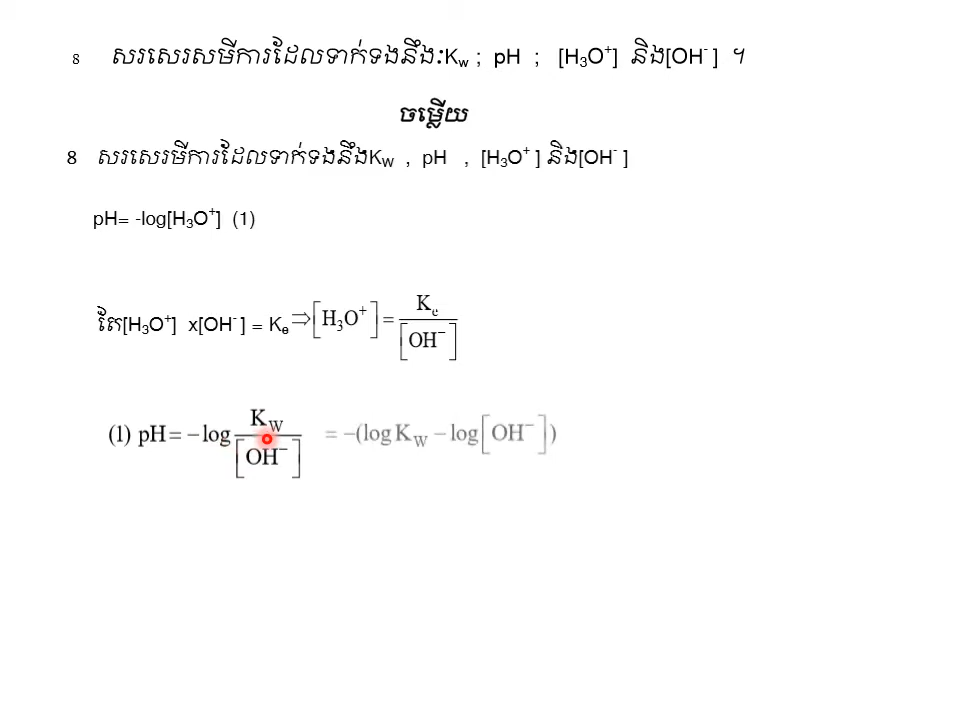 8 សរសេរសមីការដែលទាក់ទងនឹង:Kw ; pH ; [H₃O⁺] និង[OH⁻] ។
ចម្លើយ
8 សរសេរមីការដែលទាក់ទងនឹងKW , pH , [H₃O⁺] និង[OH⁻]
pH= -log[H₃O⁺] (1)
តែ[H₃O⁺] x[OH⁻] = Ke ⇒ [H₃O⁺] = Ke / [OH⁻]
(1) pH = −log KW / [OH⁻] = −(log KW − log[OH⁻])